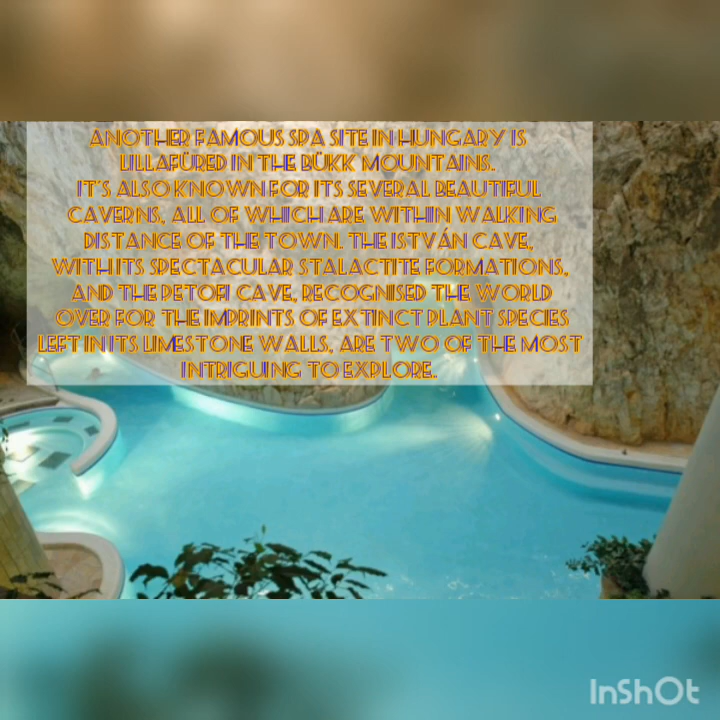 ANOTHER FAMOUS SPA SITE IN HUNGARY IS
LILLAFÜRED IN THE BÜKK MOUNTAINS.
IT'S ALSO KNOWN FOR ITS SEVERAL BEAUTIFUL
CAVERNS, ALL OF WHICH ARE WITHIN WALKING
DISTANCE OF THE TOWN. THE ISTVÁN CAVE,
WITH ITS SPECTACULAR STALACTITE FORMATIONS,
AND THE PETOFI CAVE, RECOGNISED THE WORLD
OVER FOR THE IMPRINTS OF EXTINCT PLANT SPECIES
LEFT IN ITS LIMESTONE WALLS, ARE TWO OF THE MOST
INTRIGUING TO EXPLORE.
InShOt